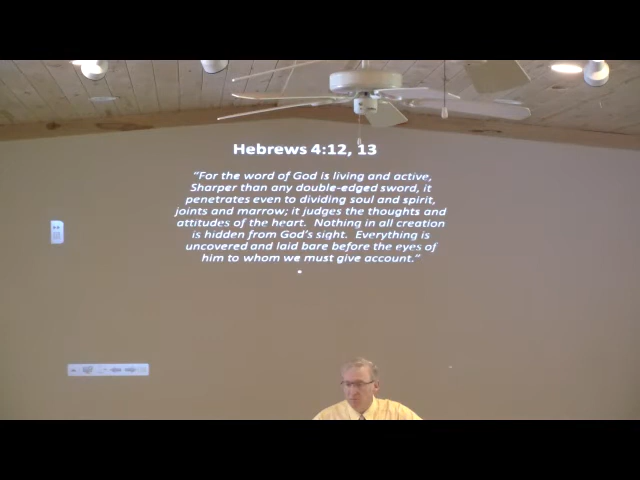 Hebrews 4:12, 13
"For the word of God is living and active,
Sharper than any double-edged sword, it
penetrates even to dividing soul and spirit,
joints and marrow; it judges the thoughts and
attitudes of the heart. Nothing in all creation
is hidden from God's sight. Everything is
uncovered and laid bare before the eyes of
him to whom we must give account."